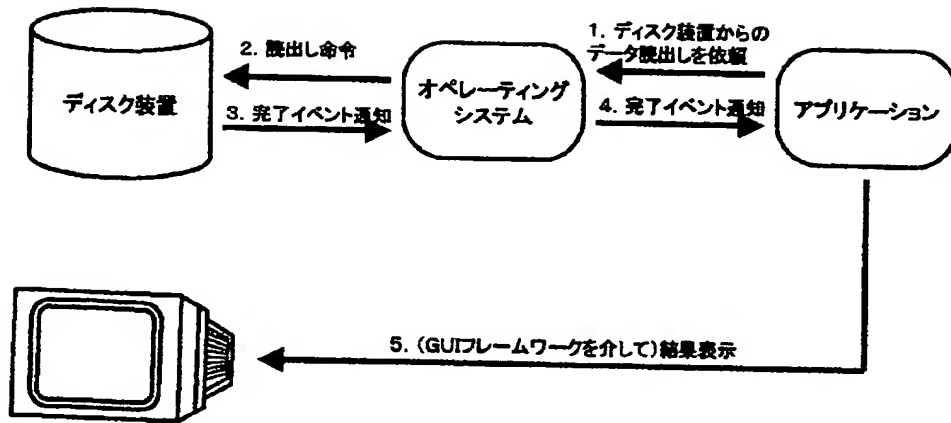 1. ディスク装置からの
データ読出しを依頼
2. 読出し命令
ディスク装置
オペレーティング
システム
アプリケーション
3. 完了イベント通知
4. 完了イベント通知
5. (GUIフレームワークを介して)結果表示